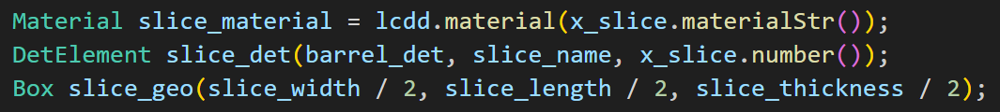 Material slice_material = lcdd.material(x_slice.materialStr());
DetElement slice_det(barrel_det, slice_name, x_slice.number());
Box slice_geo(slice_width / 2, slice_length / 2, slice_thickness / 2);